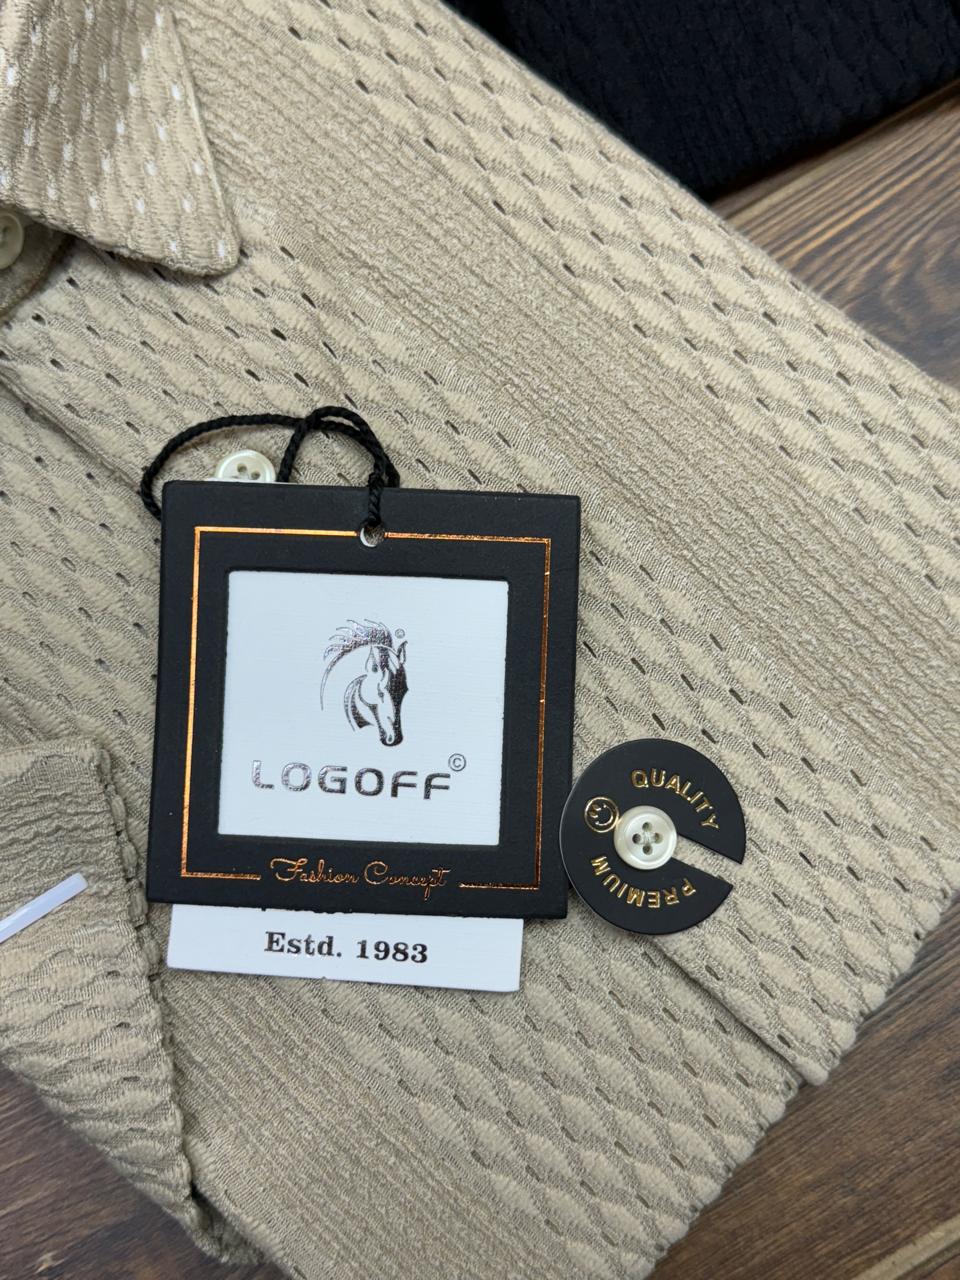 LOGOFF©
Fashion Concept
Estd. 1983
QUALITY
PREMIUM